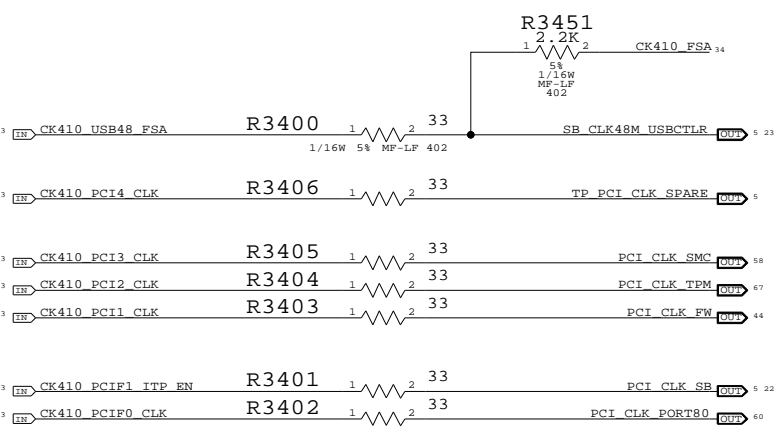 R3451
2.2K
1 2 CK410_FSA 34
5%
1/16W
MF-LF
402
3 IN CK410_USB48_FSA R3400 1 2 33 SB_CLK48M_USBCTLR OUT 5 23
1/16W 5% MF-LF 402
3 IN CK410_PCI4_CLK R3406 1 2 33 TP_PCI_CLK_SPARE OUT 5
3 IN CK410_PCI3_CLK R3405 1 2 33 PCI_CLK_SMC OUT 58
3 IN CK410_PCI2_CLK R3404 1 2 33 PCI_CLK_TPM OUT 67
3 IN CK410_PCI1_CLK R3403 1 2 33 PCI_CLK_FW OUT 44
3 IN CK410_PCIF1_ITP_EN R3401 1 2 33 PCI_CLK_SB OUT 5 22
3 IN CK410_PCIF0_CLK R3402 1 2 33 PCI_CLK_PORT80 OUT 60